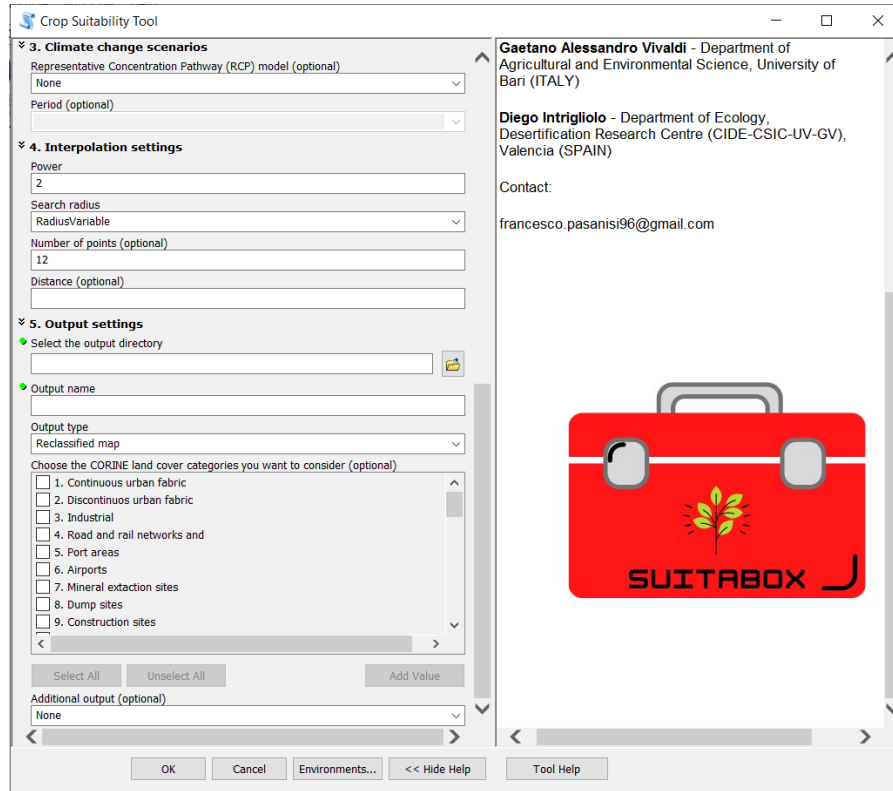 Crop Suitability Tool
3. Climate change scenarios
Representative Concentration Pathway (RCP) model (optional)
None
Period (optional)
4. Interpolation settings
Power
2
Search radius
RadiusVariable
Number of points (optional)
12
Distance (optional)
5. Output settings
Select the output directory
Output name
Output type
Reclassified map
Choose the CORINE land cover categories you want to consider (optional)
1. Continuous urban fabric
2. Discontinuos urban fabric
3. Industrial
4. Road and rail networks and
5. Port areas
6. Airports
7. Mineral extaction sites
8. Dump sites
9. Construction sites
Select All
Unselect All
Add Value
Additional output (optional)
None
Gaetano Alessandro Vivaldi - Department of
Agricultural and Environmental Science, University of
Bari (ITALY)
Diego Intrigliolo - Department of Ecology,
Desertification Research Centre (CIDE-CSIC-UV-GV),
Valencia (SPAIN)
Contact:
francesco.pasanisi96@gmail.com
SUITABOX
OK
Cancel
Environments...
<< Hide Help
Tool Help